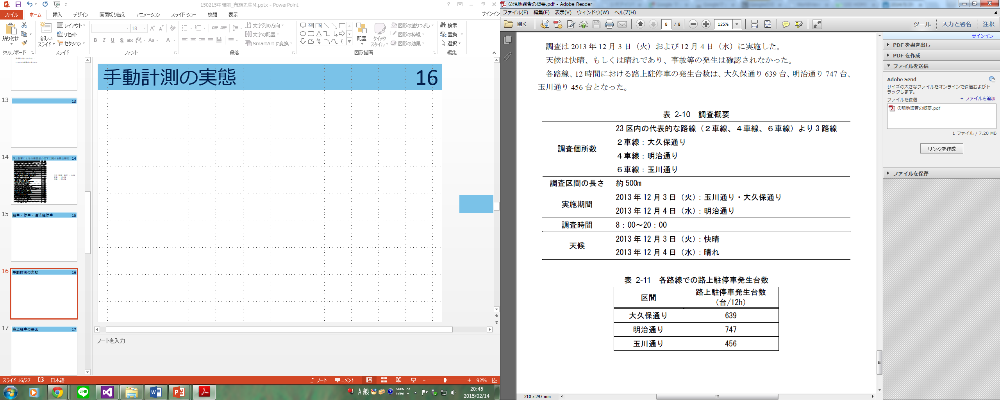 150215中間前_布施先生M.pptx - PowerPoint
ファイル
ホーム
挿入
デザイン
画面切り替え
アニメーション
スライド ショー
校閲
表示
サインイン
貼り付け
新しい
スライド
レイアウト
リセット
セクション
18
B I U S abc AV Aa A
文字列の方向
文字の配置
SmartArt に変換
配置
クイック
スタイル
図形の塗りつぶし
図形の枠線
図形の効果
検索
置換
選択
クリップボード
スライド
フォント
段落
図形描画
編集
13
13
14
路上駐車による交通容量の低下に関する既往研究 14
15
駐車・停車・違法駐停車 15
16
手動計測の実態 16
17
路上駐車の要因 17
手動計測の実態 16
ノートを入力
スライド 16/27
日本語
ノート
コメント
92%
LINE
A 般
CAPS
KANA
20:45
2015/02/14
②現地調査の概要.pdf - Adobe Reader
ファイル(F) 編集(E) 表示(V) ウィンドウ(W) ヘルプ(H)
開く
8 / 8
125%
ツール
入力と署名
注釈
調査は 2013 年 12 月 3 日（火）および 12 月 4 日（水）に実施した。
天候は快晴、もしくは晴れであり、事故等の発生は確認されなかった。
各路線、12 時間における路上駐停車の発生台数は、大久保通り 639 台、明治通り 747 台、
玉川通り 456 台となった。
表 2-10 調査概要
調査個所数
23 区内の代表的な路線（２車線、４車線、６車線）より 3 路線
２車線：大久保通り
４車線：明治通り
６車線：玉川通り
調査区間の長さ
約 500m
実施期間
2013 年 12 月 3 日（火）：玉川通り・大久保通り
2013 年 12 月 4 日（水）：明治通り
調査時間
8：00～20：00
天候
2013 年 12 月 3 日（火）：快晴
2013 年 12 月 4 日（水）：晴れ
表 2-11 各路線での路上駐停車発生台数
区間
路上駐停車発生台数
（台/12h）
大久保通り 639
明治通り 747
玉川通り 456
210 x 297 mm
サインイン
PDF を書き出し
PDF を作成
ファイルを送信
Adobe Send
サイズの大きなファイルをオンラインで送信およびト
ラックします。
ファイルを送信：
+ ファイルを追加
②現地調査の概要.pdf
1 ファイル / 7.20 MB
リンクを作成
ファイルを保存